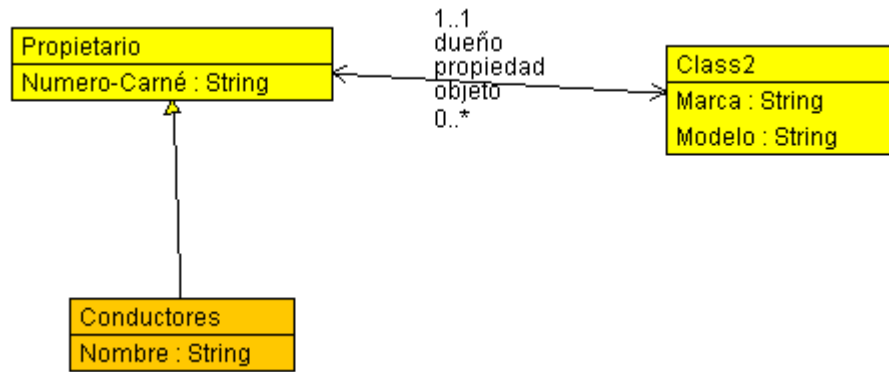 Propietario
Numero-Carné : String
1..1
dueño
propiedad
objeto
0..*
Class2
Marca : String
Modelo : String
Conductores
Nombre : String